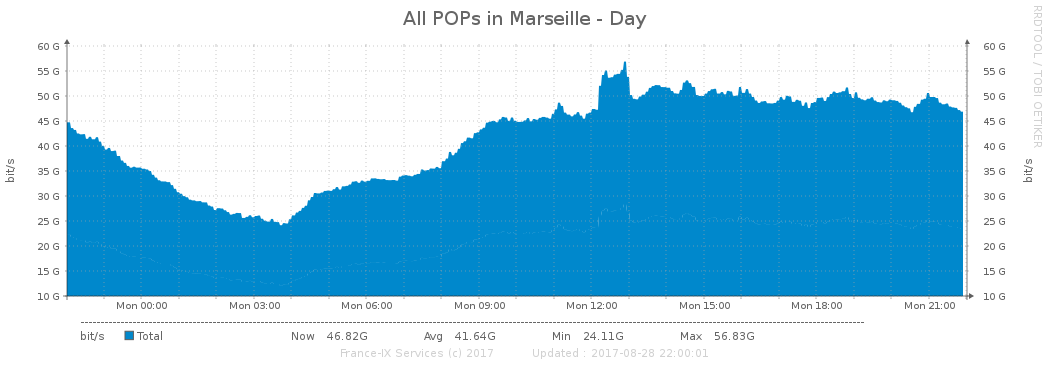 All POPs in Marseille - Day
RRDTOOL / TOBI OETIKER
60 G 60 G
55 G 55 G
50 G 50 G
45 G 45 G
40 G 40 G
35 G 35 G
30 G 30 G
25 G 25 G
20 G 20 G
15 G 15 G
10 G 10 G
bit/s
bit/s
Mon 00:00 Mon 03:00 Mon 06:00 Mon 09:00 Mon 12:00 Mon 15:00 Mon 18:00 Mon 21:00
bit/s Total Now 46.82G Avg 41.64G Min 24.11G Max 56.83G
France-IX Services (c) 2017 Updated : 2017-08-28 22:00:01